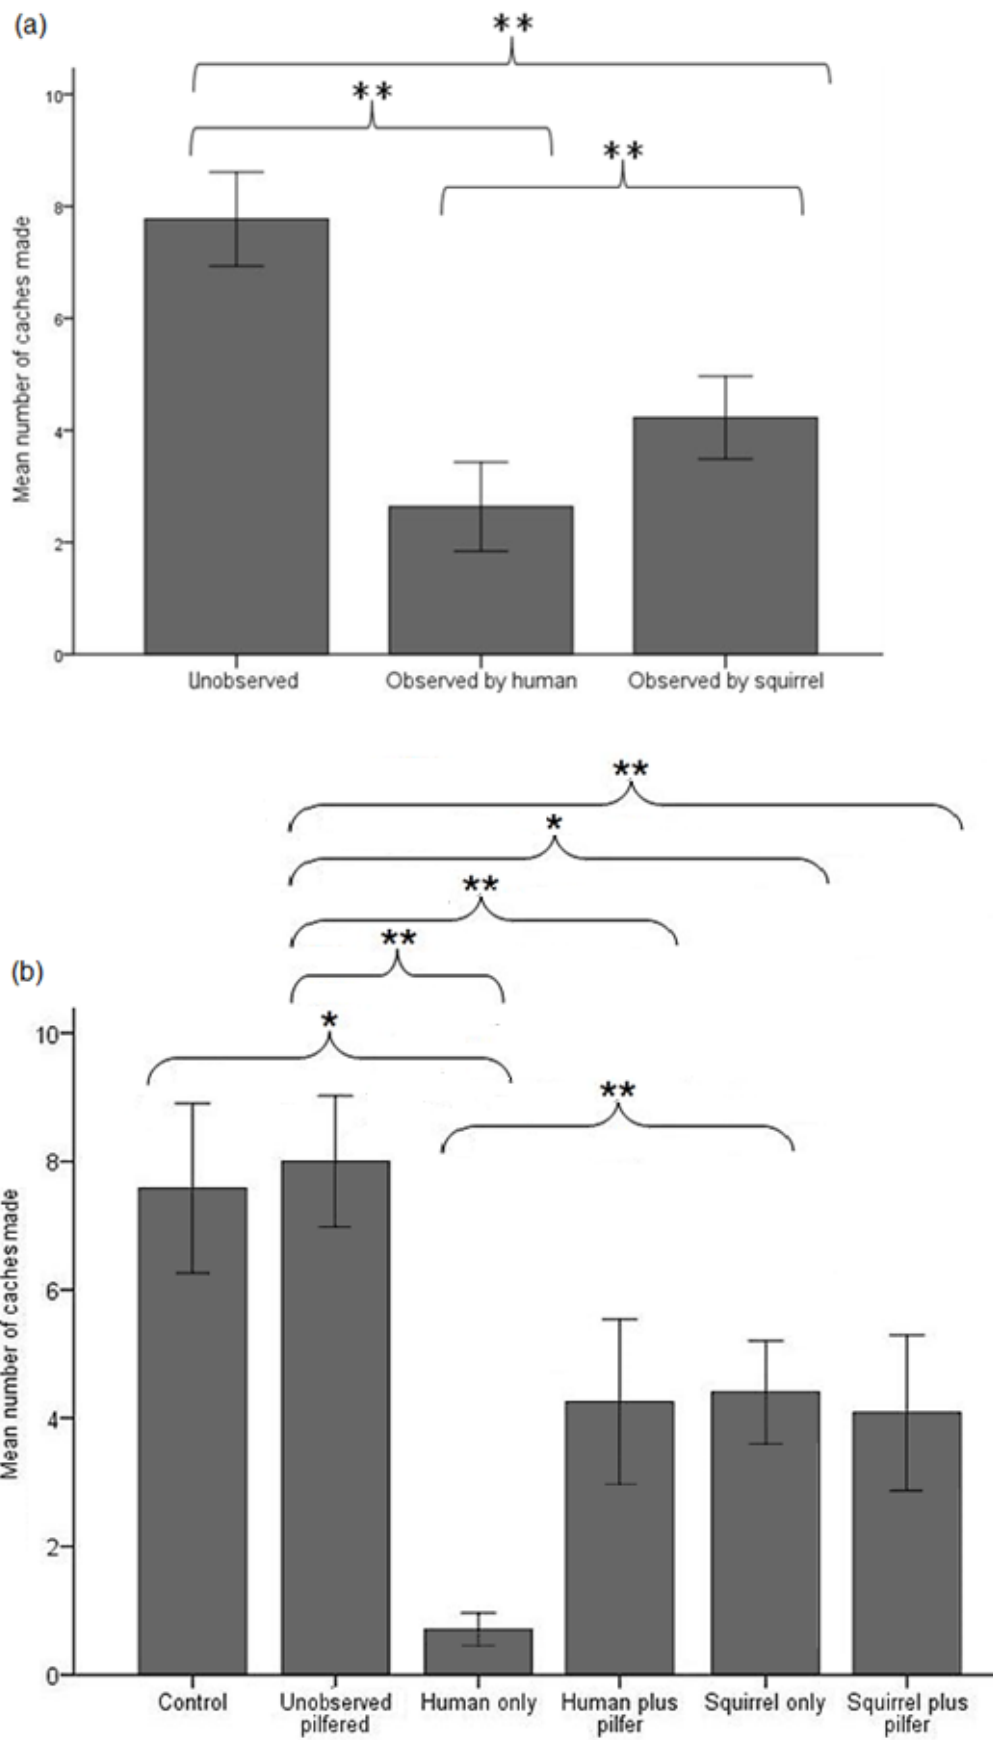 (a)
**
**
**
10
8
6
4
2
0
Mean number of caches made
Unobserved
Observed by human
Observed by squirrel
**
*
**
**
(b)
*
**
10
8
6
4
2
0
Mean number of caches made
Control
Unobserved
pilfered
Human only
Human plus
pilfer
Squirrel only
Squirrel plus
pilfer